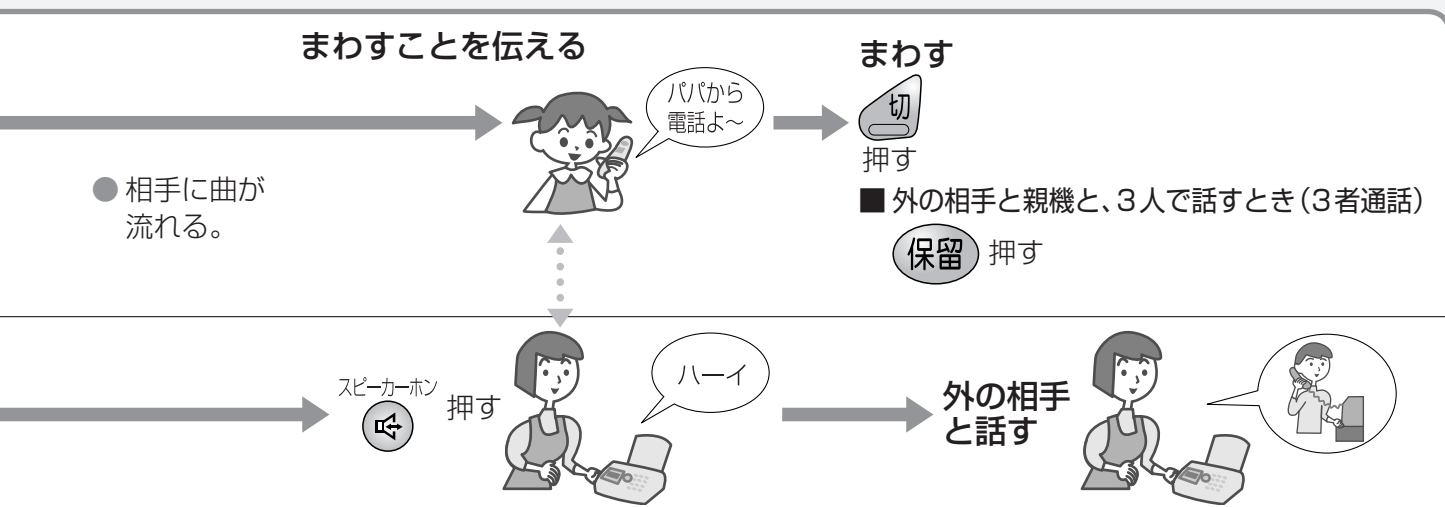 まわすことを伝える
パパから
電話よ～
● 相手に曲が
流れる。
まわす
切
押す
■ 外の相手と親機と、3人で話すとき（3者通話）
保留 押す
スピーカーホン
押す
ハーイ
外の相手
と話す